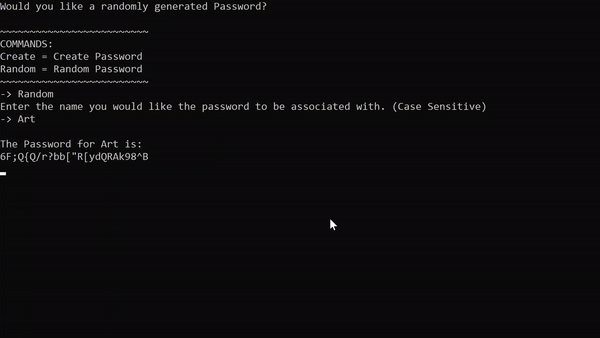 Would you like a randomly generated Password?
~~~~~~~~~~~~~~~~~~~~~~~~~
COMMANDS:
Create = Create Password
Random = Random Password
~~~~~~~~~~~~~~~~~~~~~~~~~
-> Random
Enter the name you would like the password to be associated with. (Case Sensitive)
-> Art
The Password for Art is:
6F;Q{Q/r?bb["R[ydQRAk98^B